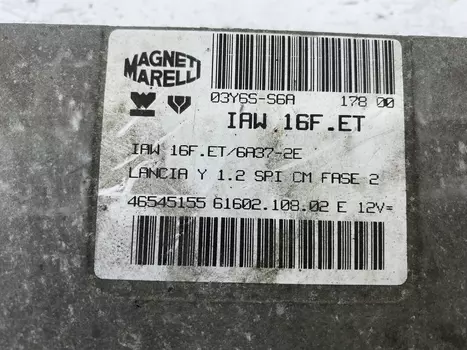 MAGNETI
MARELLI
03Y6S-S6A 178 00
IAW 16F.ET
IAW 16F.ET/6A37-2E
LANCIA Y 1.2 SPI CM FASE 2
46545155 61602.108.02 E 12V=